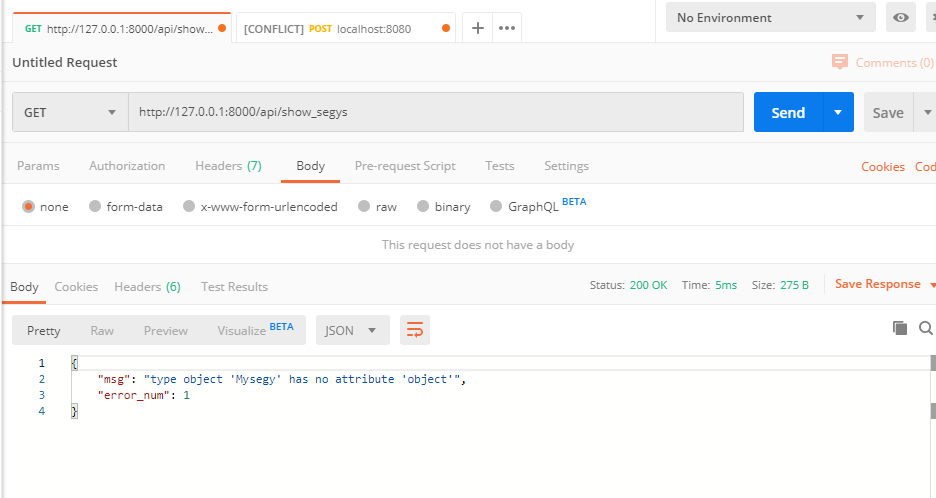 GET http://127.0.0.1:8000/api/show... [CONFLICT] POST localhost:8080 + ••• No Environment
Untitled Request Comments (0)
GET http://127.0.0.1:8000/api/show_segys Send Save
Params Authorization Headers (7) Body Pre-request Script Tests Settings Cookies Cod
none form-data x-www-form-urlencoded raw binary GraphQL BETA
This request does not have a body
Body Cookies Headers (6) Test Results Status: 200 OK Time: 5ms Size: 275 B Save Response
Pretty Raw Preview Visualize BETA JSON
1 {
2 "msg": "type object 'Mysegy' has no attribute 'object'",
3 "error_num": 1
4 }